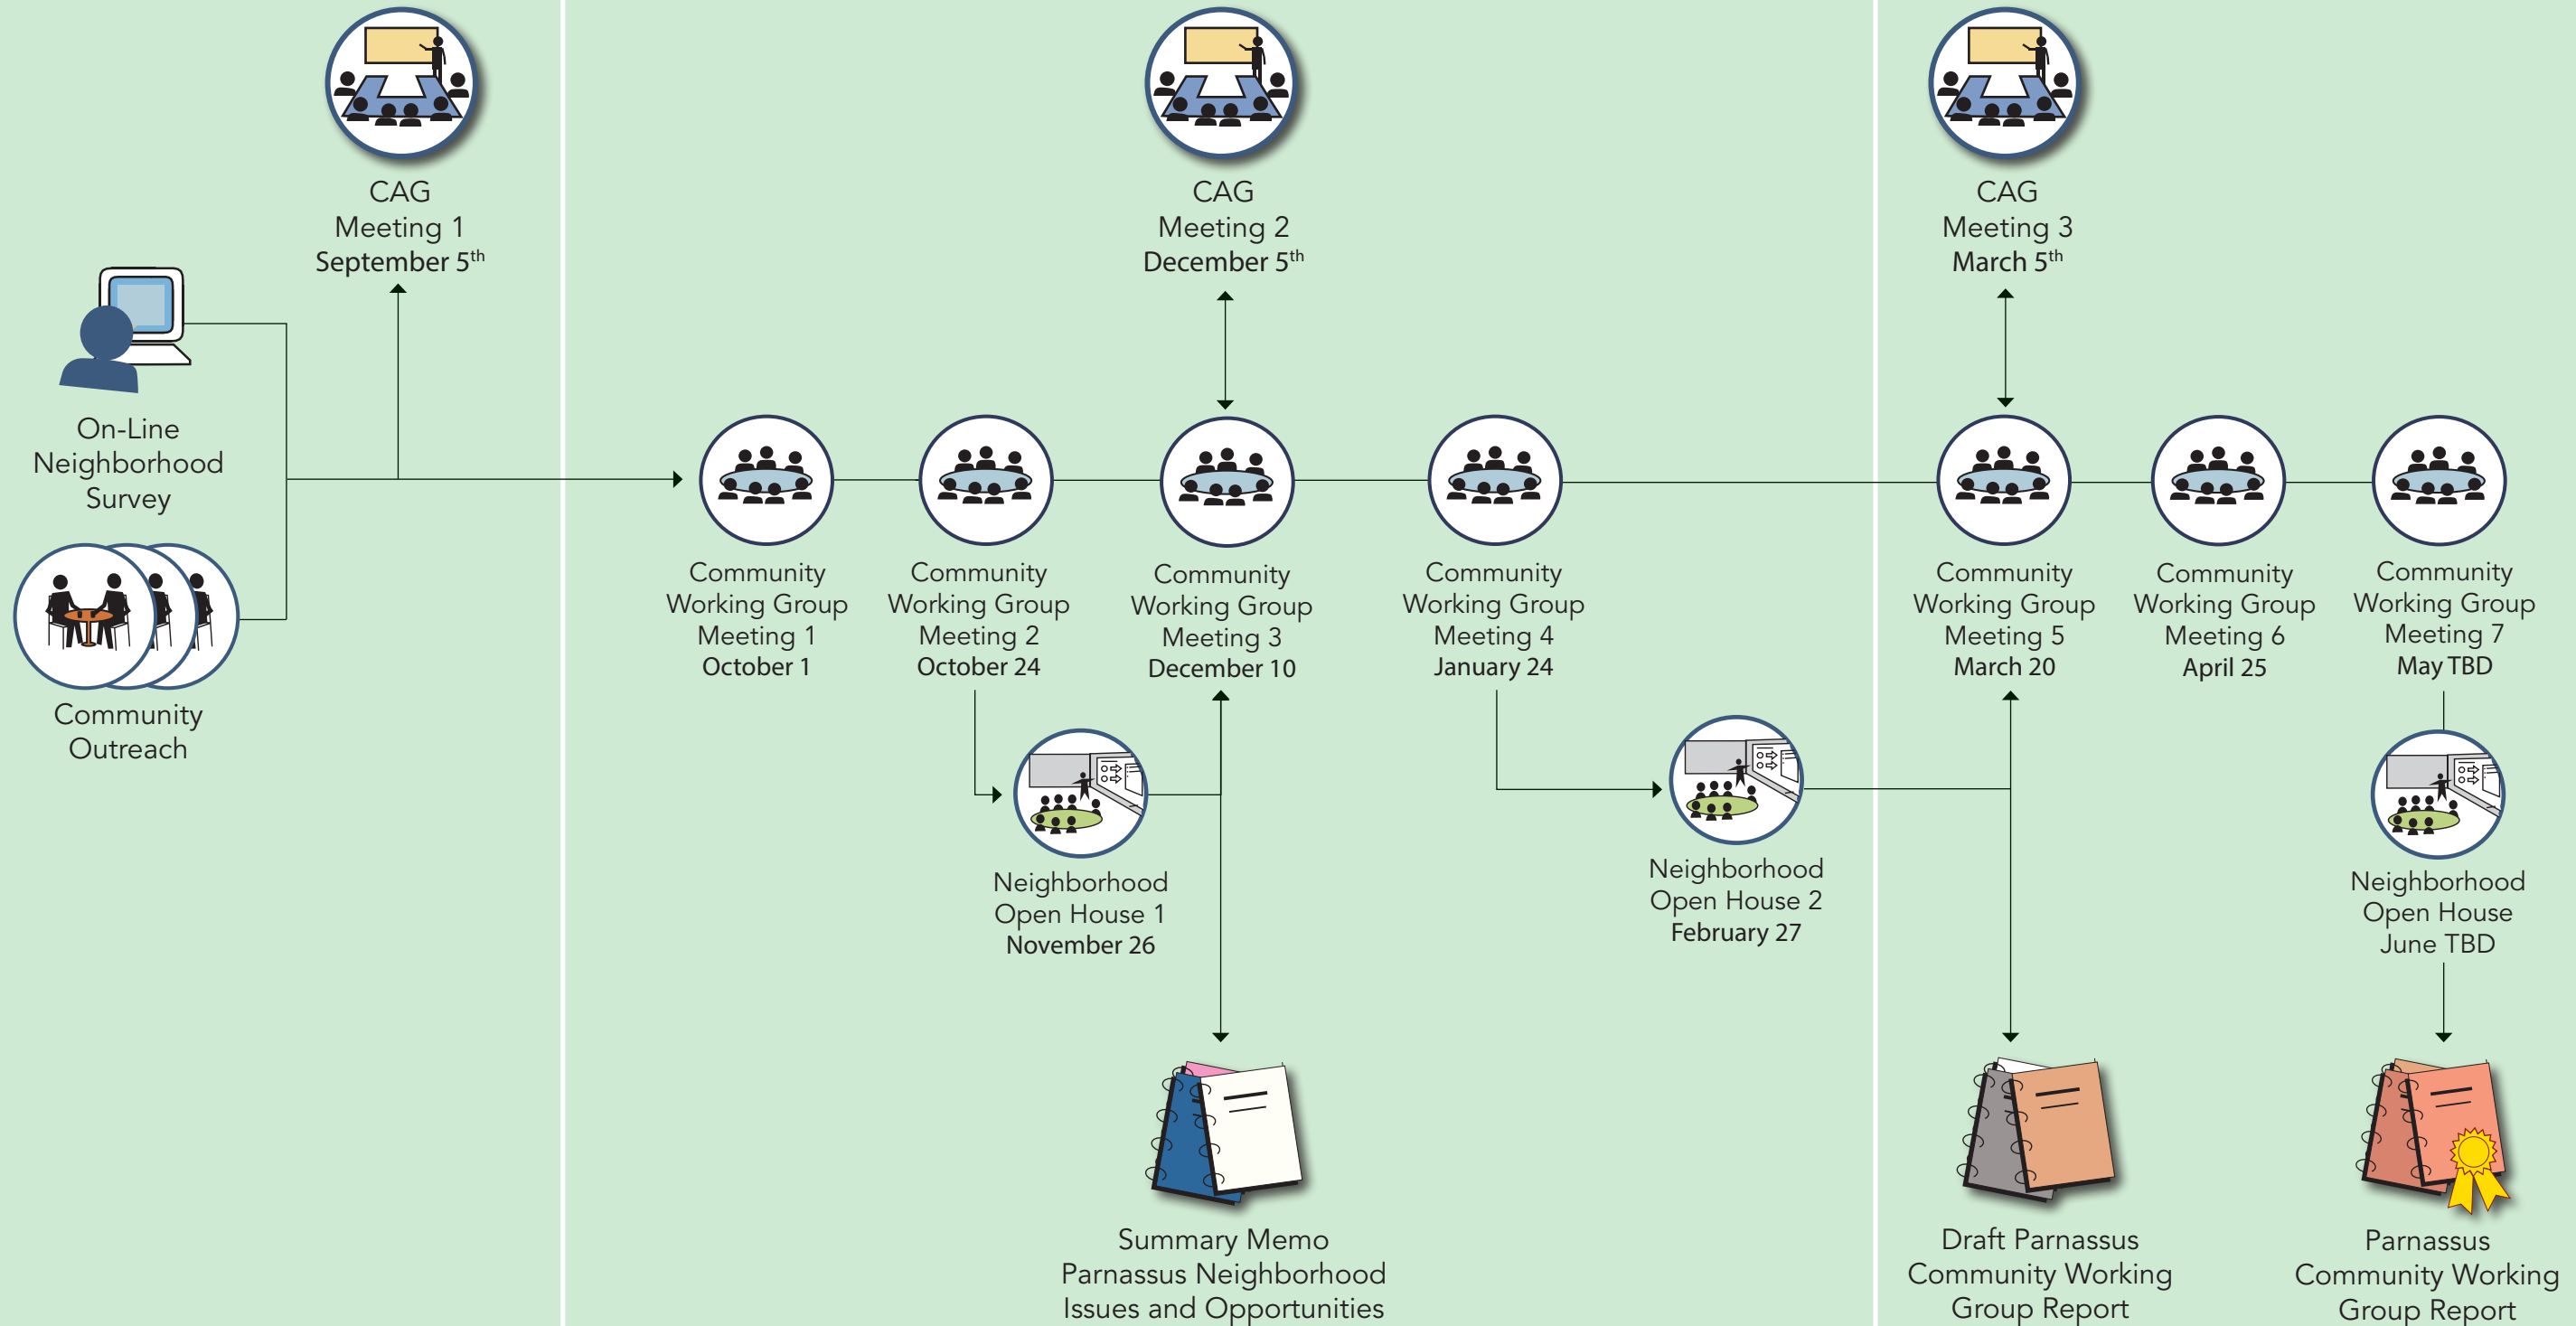 CAG
Meeting 1
September 5th
CAG
Meeting 2
December 5th
CAG
Meeting 3
March 5th
On-Line
Neighborhood
Survey
Community
Outreach
Community
Working Group
Meeting 1
October 1
Community
Working Group
Meeting 2
October 24
Community
Working Group
Meeting 3
December 10
Community
Working Group
Meeting 4
January 24
Community
Working Group
Meeting 5
March 20
Community
Working Group
Meeting 6
April 25
Community
Working Group
Meeting 7
May TBD
Neighborhood
Open House 1
November 26
Neighborhood
Open House 2
February 27
Neighborhood
Open House
June TBD
Summary Memo
Parnassus Neighborhood
Issues and Opportunities
Draft Parnassus
Community Working
Group Report
Parnassus
Community Working
Group Report